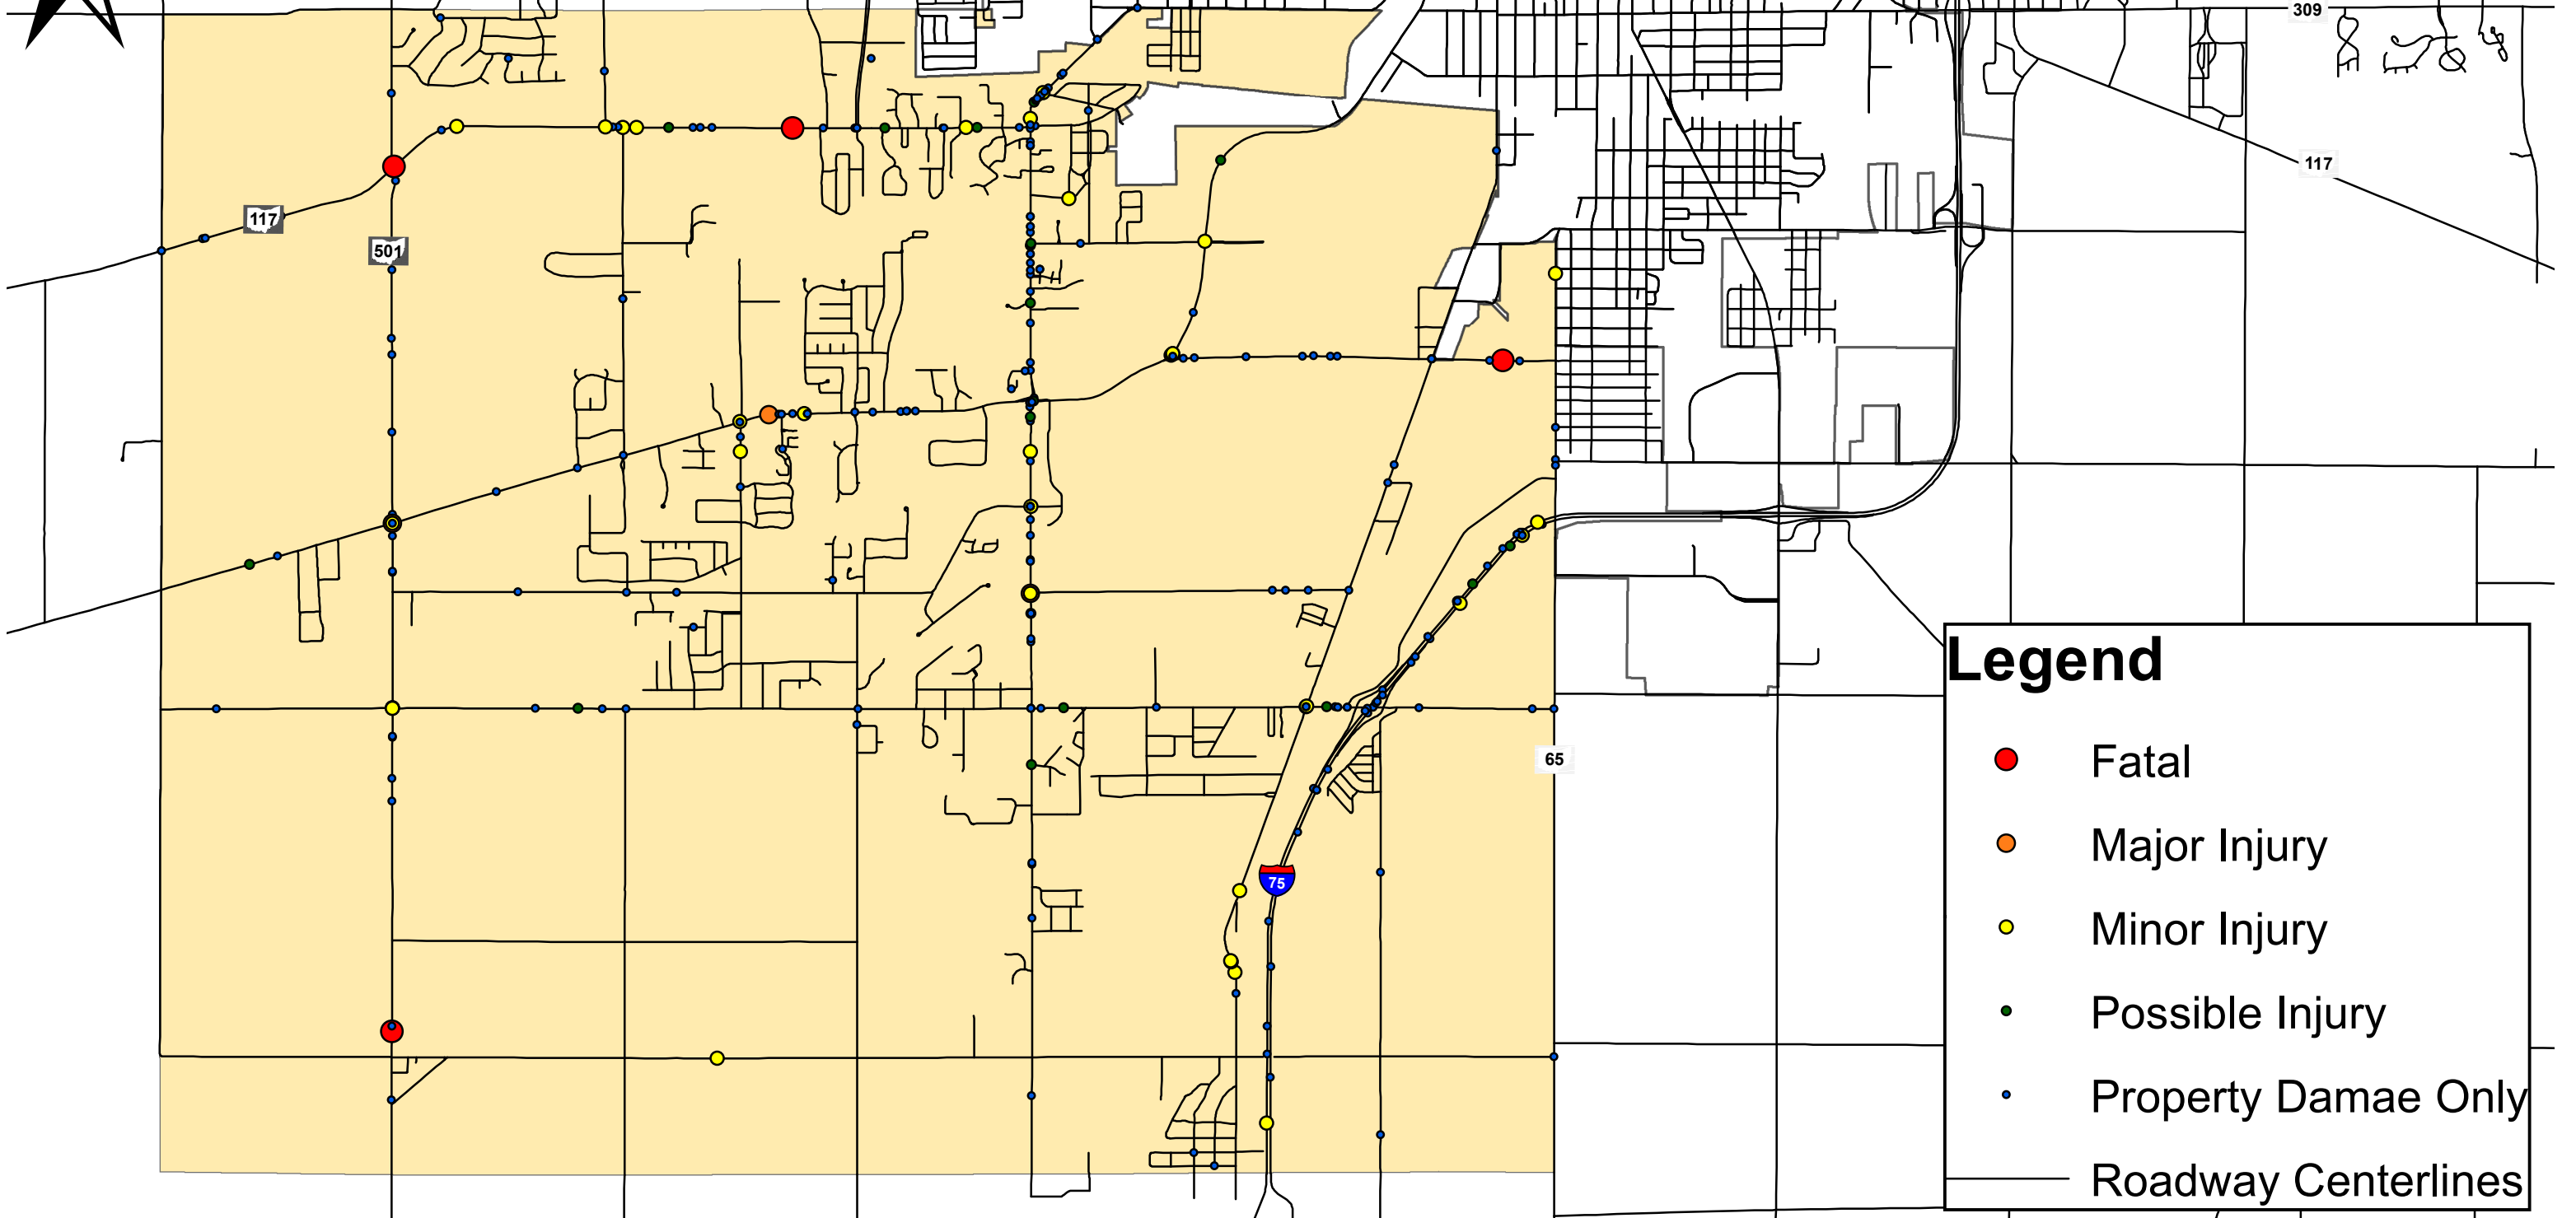 309
117
117
501
Legend
65
Fatal
Major Injury
75
Minor Injury
Possible Injury
Property Damae Only
Roadway Centerlines